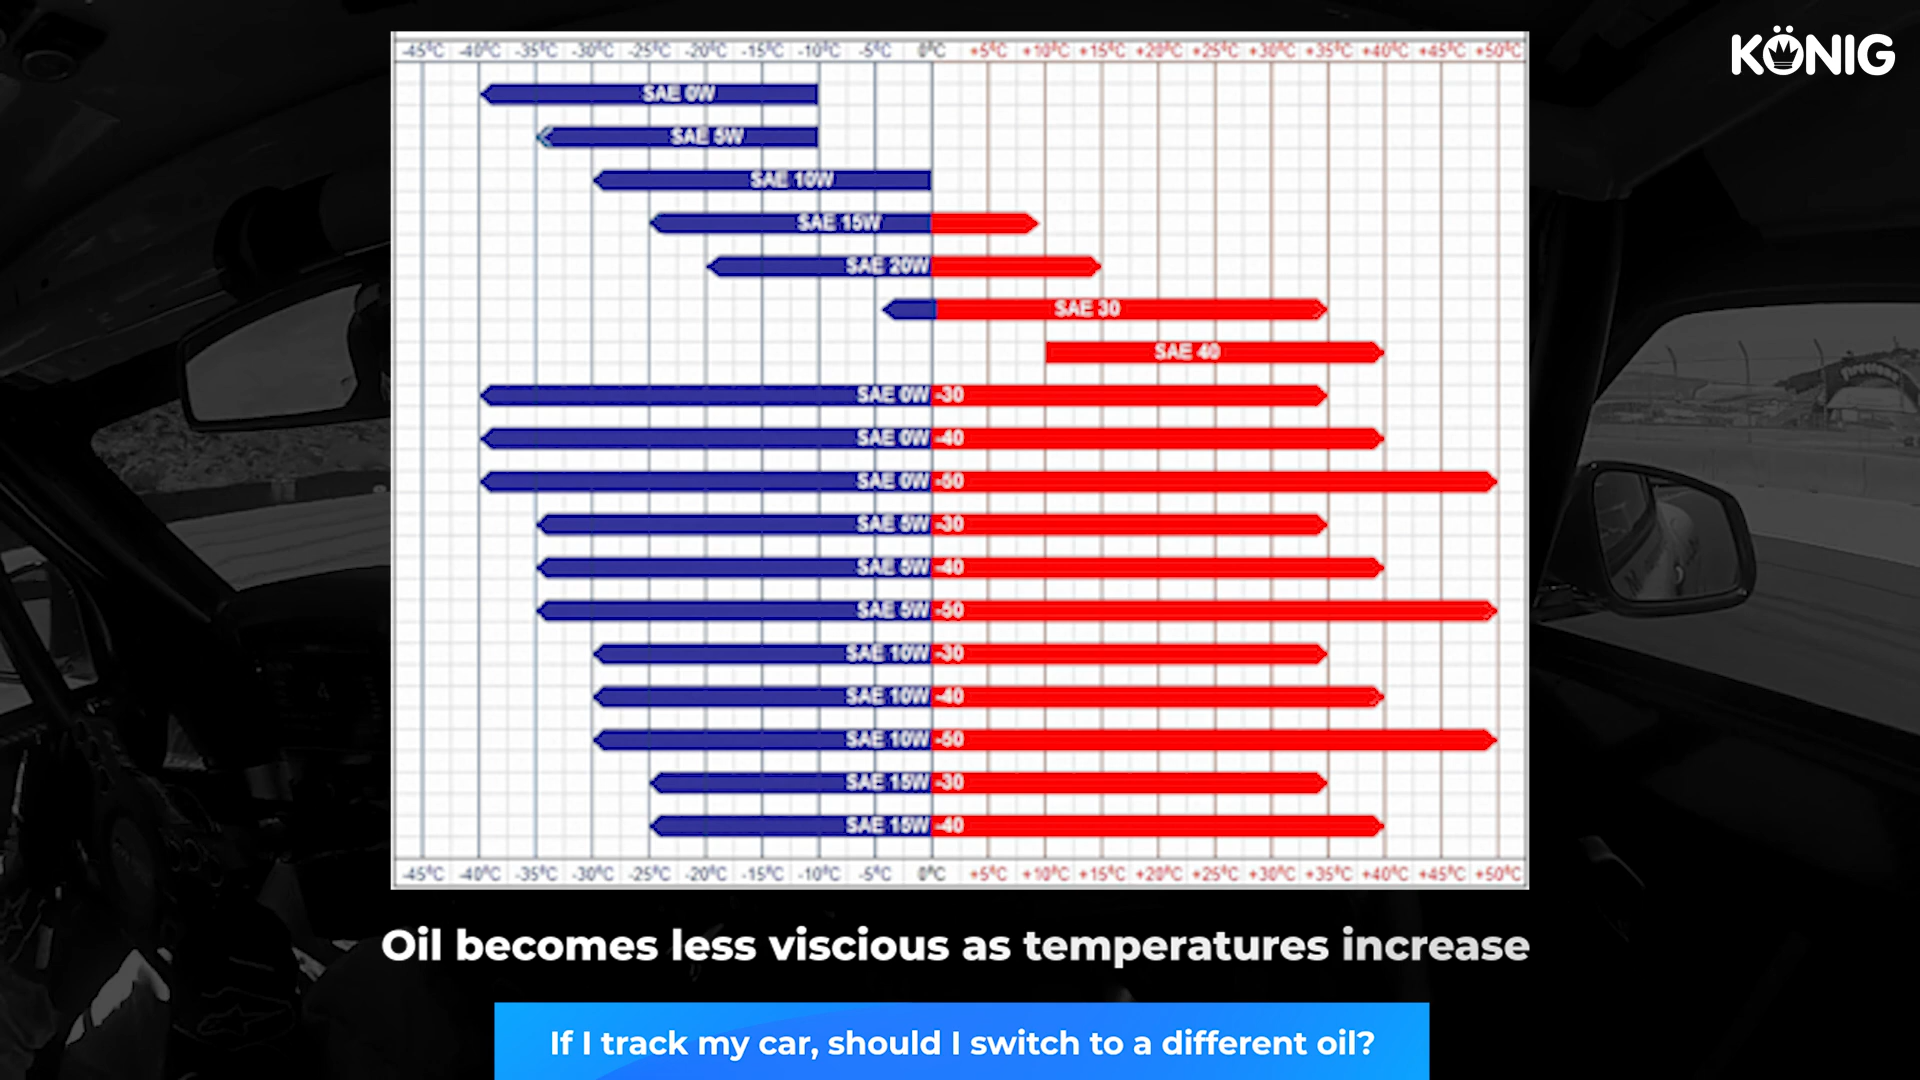 KÖNIG
-45°C -40°C -35°C -30°C -25°C -20°C -15°C -10°C -5°C 0°C +5°C +10°C +15°C +20°C +25°C +30°C +35°C +40°C +45°C +50°C
SAE 0W
SAE 5W
SAE 10W
SAE 15W
SAE 20W
SAE 30
SAE 40
SAE 0W -30
SAE 0W -40
SAE 0W -50
SAE 5W -30
SAE 5W -40
SAE 5W -50
SAE 10W -30
SAE 10W -40
SAE 10W -50
SAE 15W -30
SAE 15W -40
-45°C -40°C -35°C -30°C -25°C -20°C -15°C -10°C -5°C 0°C +5°C +10°C +15°C +20°C +25°C +30°C +35°C +40°C +45°C +50°C
Firestone
4
Oil becomes less viscious as temperatures increase
If I track my car, should I switch to a different oil?